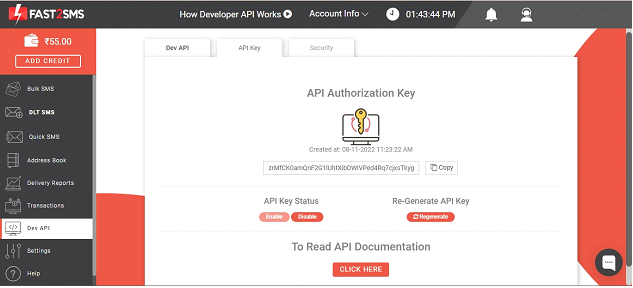 FAST2SMS
How Developer API Works
Account Info
01:43:44 PM
₹55.00
ADD CREDIT
Bulk SMS
DLT SMS
Quick SMS
Address Book
Delivery Reports
Transactions
Dev API
Settings
Help
Dev API
API Key
Security
API Authorization Key
Created at: 08-11-2022 11:23:22 AM
zrMfCK0amQnF2G1lUhtXibDWIVPed4Rq7cjxsTkyg
Copy
API Key Status
Enable
Disable
Re-Generate API Key
Regenerate
To Read API Documentation
CLICK HERE